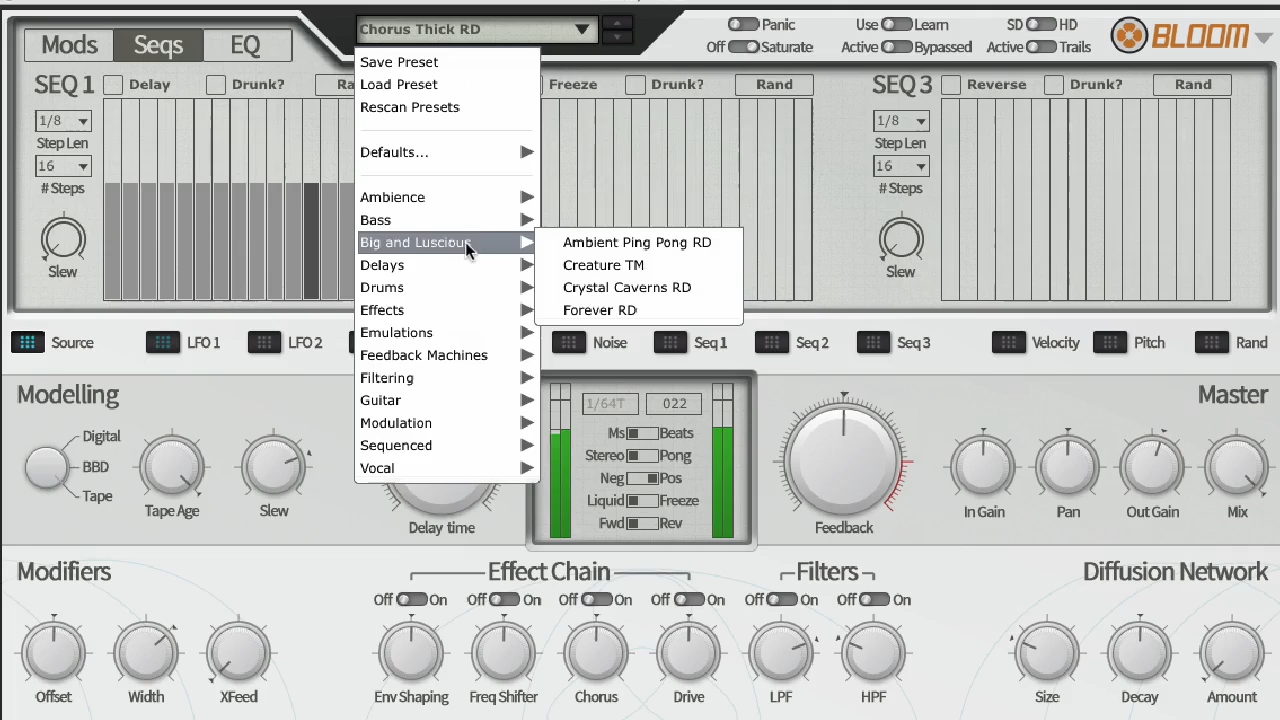 Chorus Thick RD
Panic
Use Learn
SD HD
BLOOM
Off Saturate
Active Bypassed
Active Trails
Mods Seqs EQ
Save Preset
Load Preset
Rescan Presets
Defaults...
Ambience
Bass
Big and Luscious
Delays
Drums
Effects
Emulations
Feedback Machines
Filtering
Guitar
Modulation
Sequenced
Vocal
Ambient Ping Pong RD
Creature TM
Crystal Caverns RD
Forever RD
SEQ 1 Delay Drunk? Ra
Freeze Drunk? Rand
SEQ 3 Reverse Drunk? Rand
1/8
Step Len
16
# Steps
Slew
1/8
Step Len
16
# Steps
Slew
Source LFO 1 LFO 2 Noise Seq 1 Seq 2 Seq 3 Velocity Pitch Rand
Modelling
Digital
BBD
Tape
Tape Age
Slew
Delay time
1/64T 022
Ms Beats
Stereo Pong
Neg Pos
Liquid Freeze
Fwd Rev
Feedback
Master
In Gain
Pan
Out Gain
Mix
Modifiers
Offset
Width
XFeed
Effect Chain
Off On Off On Off On Off On
Env Shaping
Freq Shifter
Chorus
Drive
Filters
Off On Off On
LPF
HPF
Diffusion Network
Size
Decay
Amount